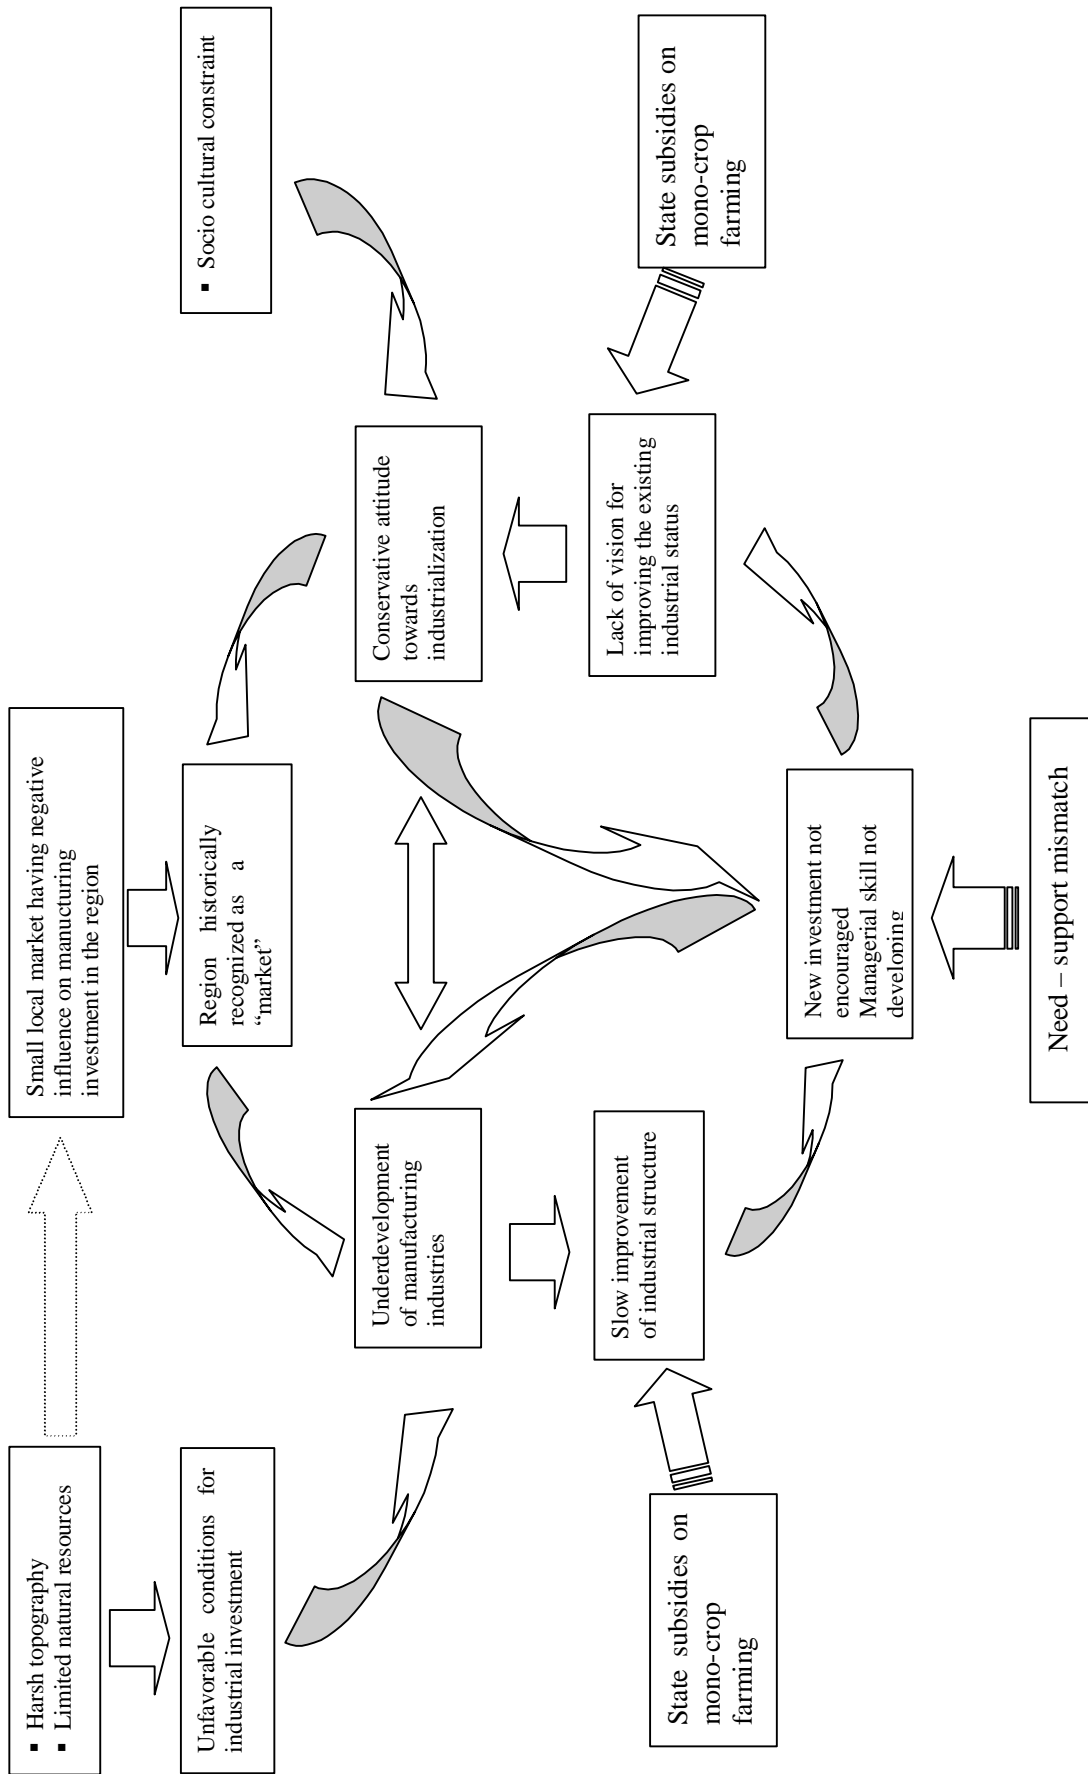 ▪ Harsh topography
▪ Limited natural resources
Small local market having negative
influence on manucturing
investment in the region
Unfavorable conditions for
industrial investment
Region historically
recognized as a
“market”
▪ Socio cultural constraint
Underdevelopment
of manufacturing
industries
Conservative attitude
towards
industrialization
Slow improvement
of industrial structure
Lack of vision for
improving the existing
industrial status
State subsidies on
mono-crop
farming
State subsidies on
mono-crop
farming
New investment not
encouraged
Managerial skill not
developing
Need – support mismatch